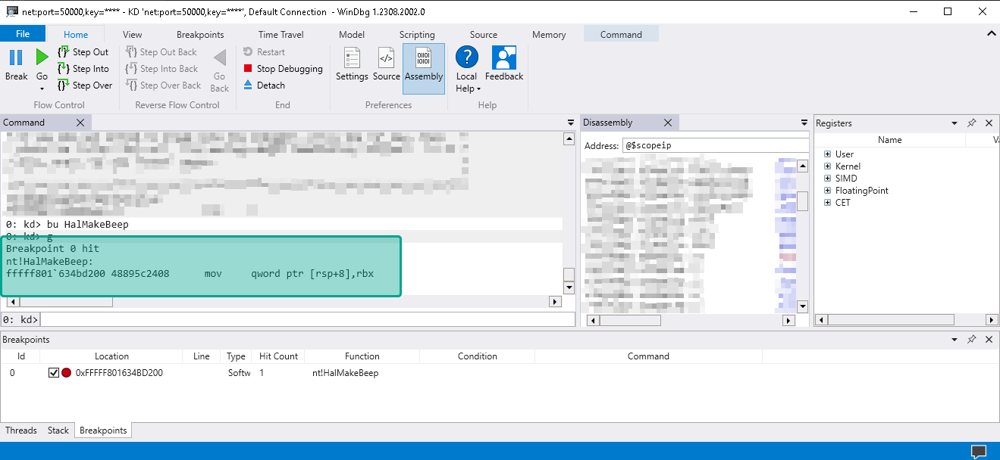 net:port=50000,key=**** - KD 'net:port=50000,key=****', Default Connection - WinDbg 1.2308.2002.0
File Home View Breakpoints Time Travel Model Scripting Source Memory Command
Break
Go
Step Out
Step Into
Step Over
Flow Control
Step Out Back
Step Into Back
Step Over Back
Go Back
Reverse Flow Control
Restart
Stop Debugging
Detach
End
Settings
Source
Assembly
Preferences
Local Help
Feedback
Help
Command
0: kd> bu HalMakeBeep
0: kd> g
Breakpoint 0 hit
nt!HalMakeBeep:
fffff801`634bd200 48895c2408 mov qword ptr [rsp+8],rbx
0: kd>
Disassembly
Address: @$scopeip
Registers
Name
User
Kernel
SIMD
FloatingPoint
CET
Breakpoints
Id Location Line Type Hit Count Function Condition Command
0 0xFFFFF801634BD200 Softw 1 nt!HalMakeBeep
Threads Stack Breakpoints